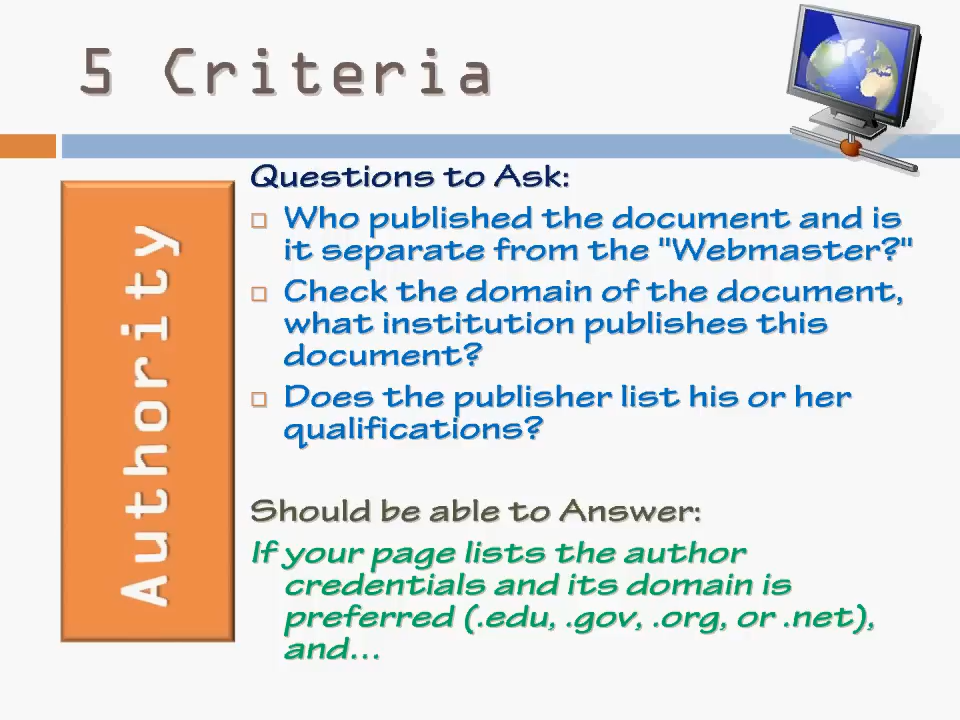 5 Criteria
Authority
Questions to Ask:
Who published the document and is
it separate from the "Webmaster?"
Check the domain of the document,
what institution publishes this
document?
Does the publisher list his or her
qualifications?
Should be able to Answer:
If your page lists the author
credentials and its domain is
preferred (.edu, .gov, .org, or .net),
and...